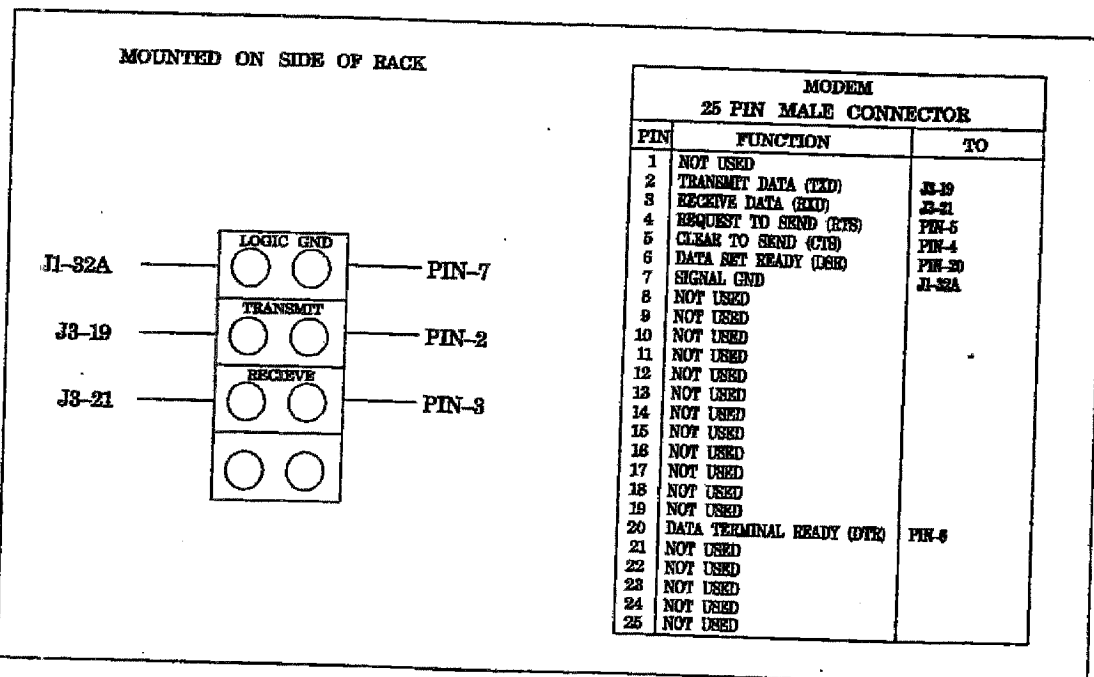 MOUNTED ON SIDE OF RACK
LOGIC GND
J1-32A
PIN-7
TRANSMIT
J3-19
PIN-2
RECIEVE
J3-21
PIN-3
MODEM
25 PIN MALE CONNECTOR
PIN FUNCTION TO
1 NOT USED
2 TRANSMIT DATA (TXD) J3-19
3 RECEIVE DATA (RXD) J3-21
4 REQUEST TO SEND (RTS) PIN-5
5 CLEAR TO SEND (CTS) PIN-4
6 DATA SET READY (DSR) PIN-20
7 SIGNAL GND J1-32A
8 NOT USED
9 NOT USED
10 NOT USED
11 NOT USED
12 NOT USED
13 NOT USED
14 NOT USED
15 NOT USED
16 NOT USED
17 NOT USED
18 NOT USED
19 NOT USED
20 DATA TERMINAL READY (DTR) PIN-6
21 NOT USED
22 NOT USED
23 NOT USED
24 NOT USED
25 NOT USED